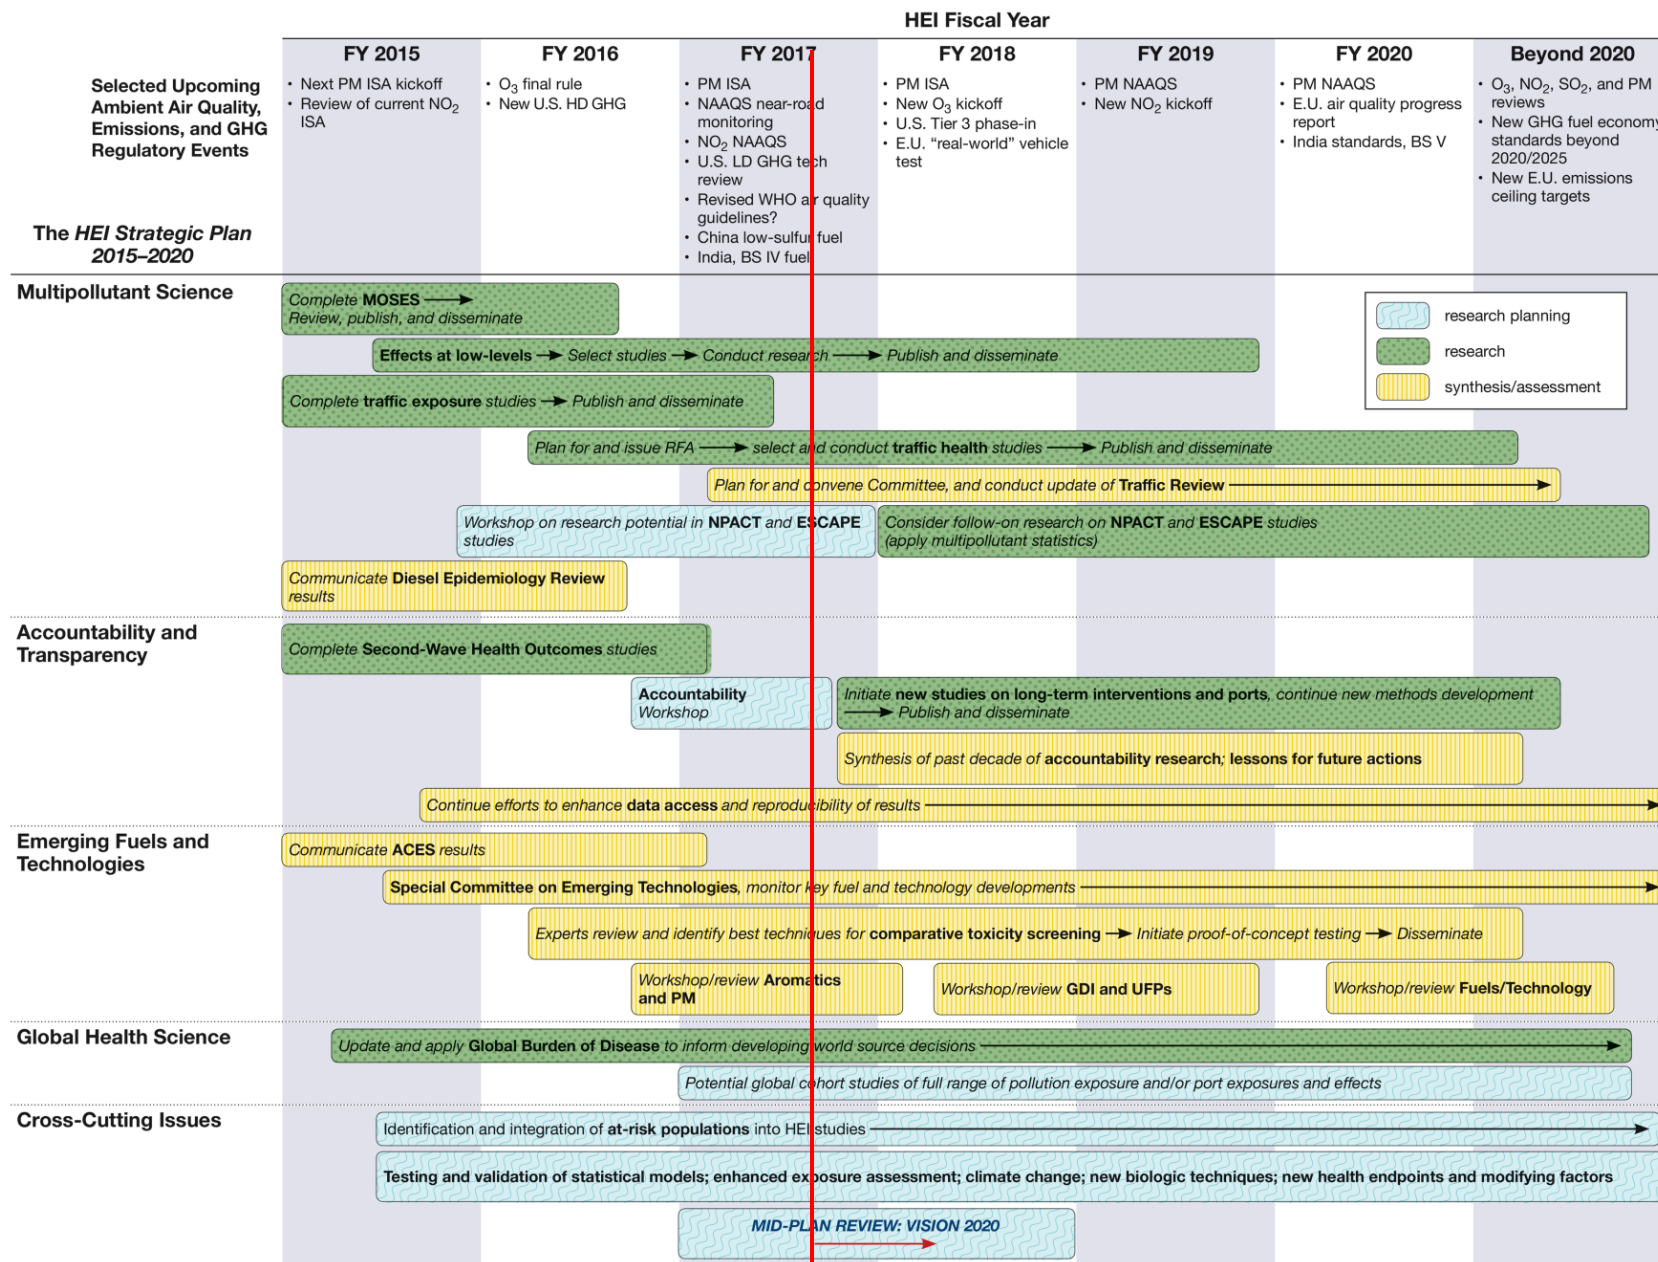 HEI Fiscal Year
FY 2015
FY 2016
FY 2017
FY 2018
FY 2019
FY 2020
Beyond 2020
Selected Upcoming
Ambient Air Quality,
Emissions, and GHG
Regulatory Events
• Next PM ISA kickoff
• Review of current NO₂
ISA
• O₃ final rule
• New U.S. HD GHG
• PM ISA
• NAAQS near-road
monitoring
• NO₂ NAAQS
• U.S. LD GHG tech
review
• Revised WHO air quality
guidelines?
• China low-sulfur fuel
• India, BS IV fuel
• PM ISA
• New O₃ kickoff
• U.S. Tier 3 phase-in
• E.U. “real-world” vehicle
test
• PM NAAQS
• New NO₂ kickoff
• PM NAAQS
• E.U. air quality progress
report
• India standards, BS V
• O₃, NO₂, SO₂, and PM
reviews
• New GHG fuel economy
standards beyond
2020/2025
• New E.U. emissions
ceiling targets
The HEI Strategic Plan
2015–2020
Multipollutant Science
Complete MOSES →
Review, publish, and disseminate
Effects at low-levels → Select studies → Conduct research → Publish and disseminate
Complete traffic exposure studies → Publish and disseminate
Plan for and issue RFA → select and conduct traffic health studies → Publish and disseminate
Plan for and convene Committee, and conduct update of Traffic Review →
Workshop on research potential in NPACT and ESCAPE
studies
Consider follow-on research on NPACT and ESCAPE studies
(apply multipollutant statistics)
Communicate Diesel Epidemiology Review
results
research planning
research
synthesis/assessment
Accountability and
Transparency
Complete Second-Wave Health Outcomes studies
Accountability
Workshop
Initiate new studies on long-term interventions and ports, continue new methods development
→ Publish and disseminate
Synthesis of past decade of accountability research; lessons for future actions
Continue efforts to enhance data access and reproducibility of results →
Emerging Fuels and
Technologies
Communicate ACES results
Special Committee on Emerging Technologies, monitor key fuel and technology developments →
Experts review and identify best techniques for comparative toxicity screening → Initiate proof-of-concept testing → Disseminate
Workshop/review Aromatics
and PM
Workshop/review GDI and UFPs
Workshop/review Fuels/Technology
Global Health Science
Update and apply Global Burden of Disease to inform developing world source decisions →
Potential global cohort studies of full range of pollution exposure and/or port exposures and effects
Cross-Cutting Issues
Identification and integration of at-risk populations into HEI studies →
Testing and validation of statistical models; enhanced exposure assessment; climate change; new biologic techniques; new health endpoints and modifying factors
MID-PLAN REVIEW: VISION 2020